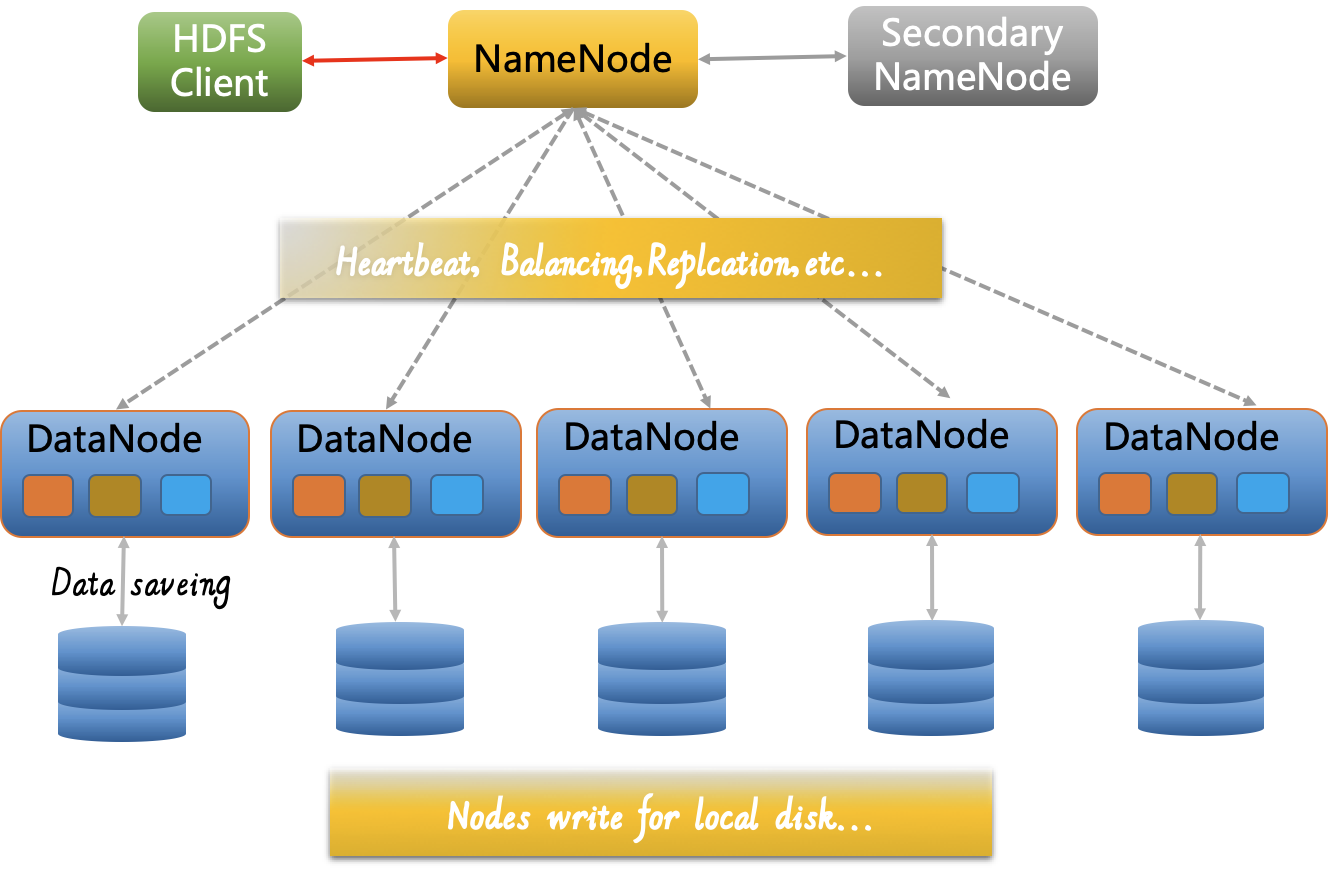 HDFS
Client
NameNode
Secondary
NameNode
Heartbeat, Balancing,Replcation,etc...
DataNode
DataNode
DataNode
DataNode
DataNode
Data saveing
Nodes write for local disk...